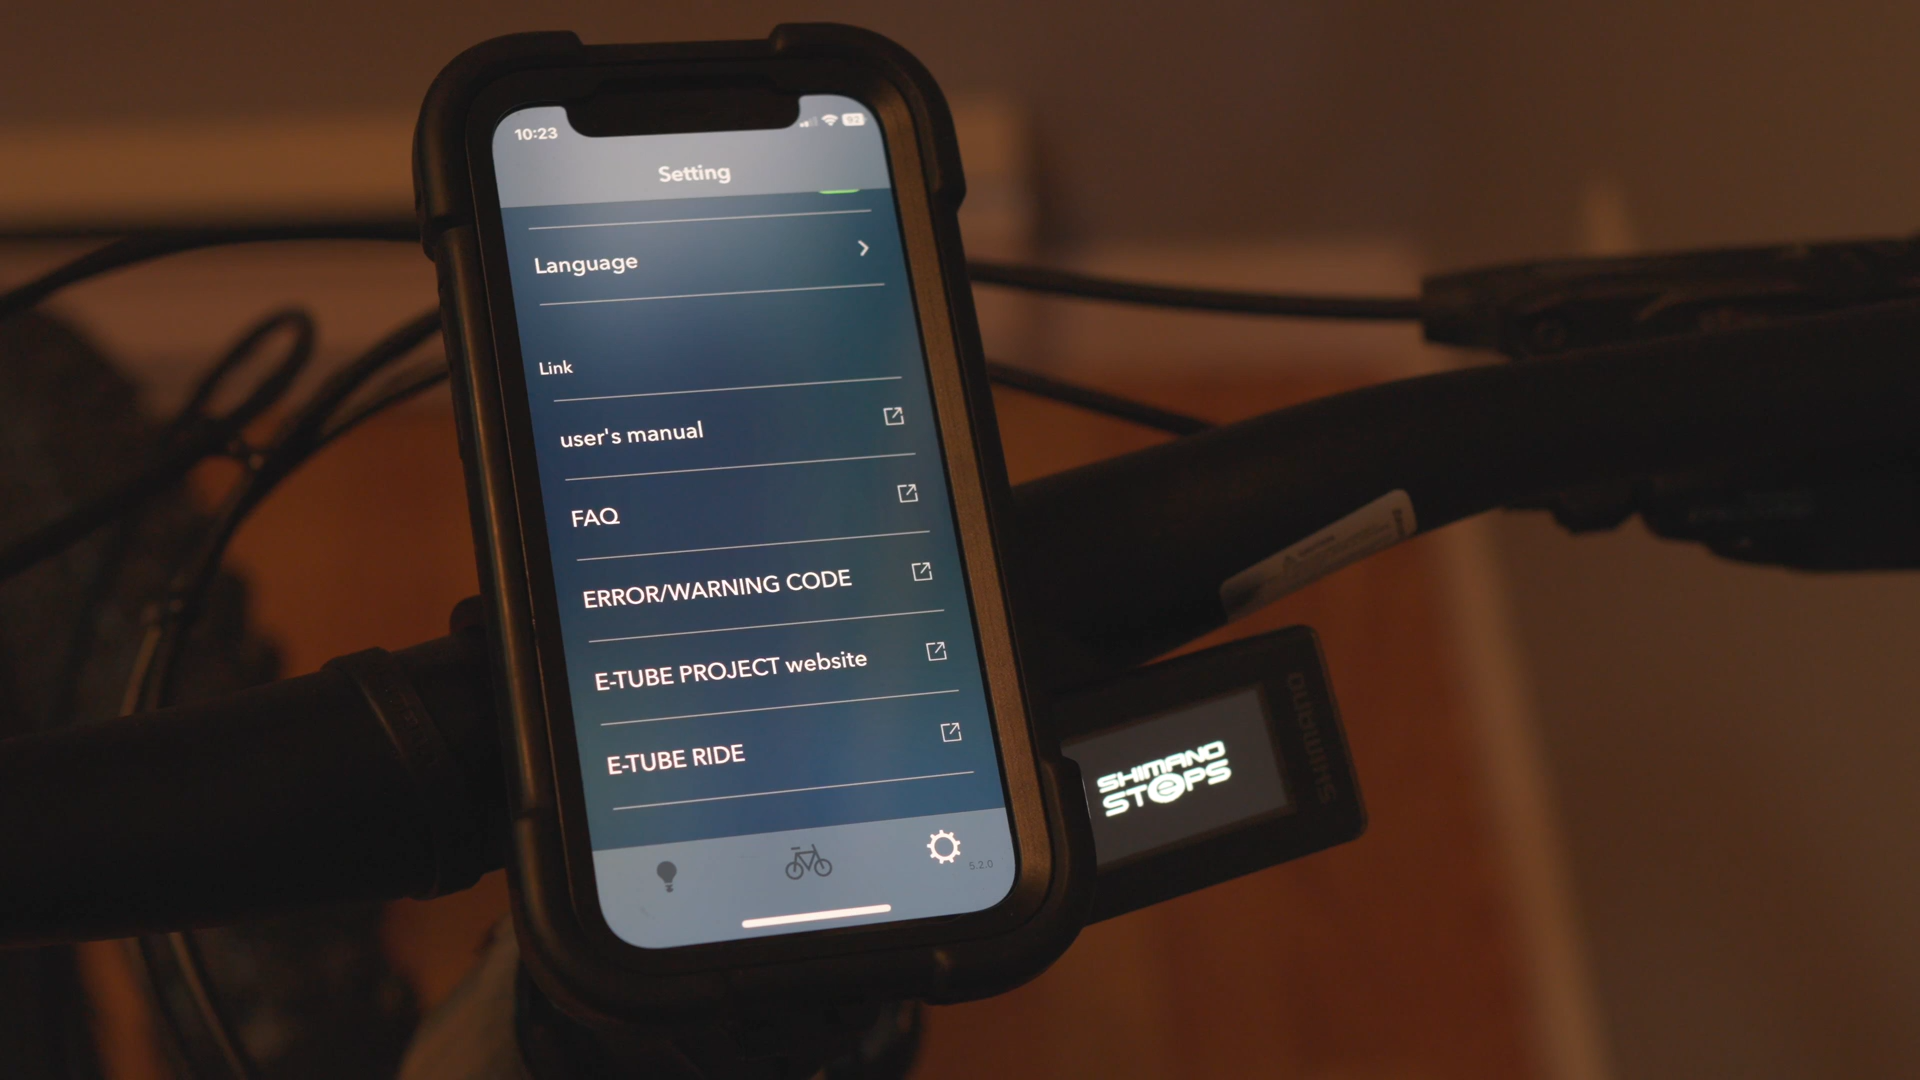 10:23
92
Setting
Language
Link
user's manual
FAQ
ERROR/WARNING CODE
E-TUBE PROJECT website
E-TUBE RIDE
5.2.0
SHIMANO
STEPS
SHIMANO